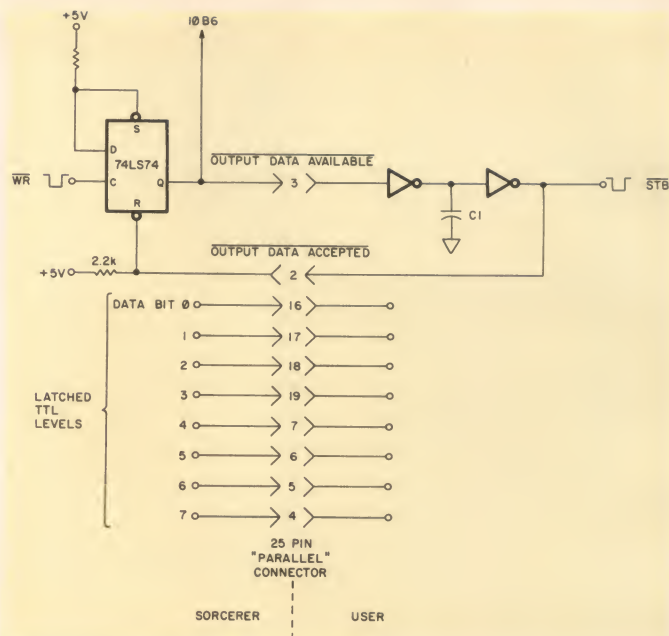 +5V
10B6
S
D
74LS74
C
Q
R
WR
OUTPUT DATA AVAILABLE
3
STB
C1
OUTPUT DATA ACCEPTED
2
+5V
2.2k
DATA BIT 0
16
1
17
2
18
3
19
4
7
5
6
6
5
7
4
LATCHED
TTL
LEVELS
25 PIN
"PARALLEL"
CONNECTOR
SORCERER
USER